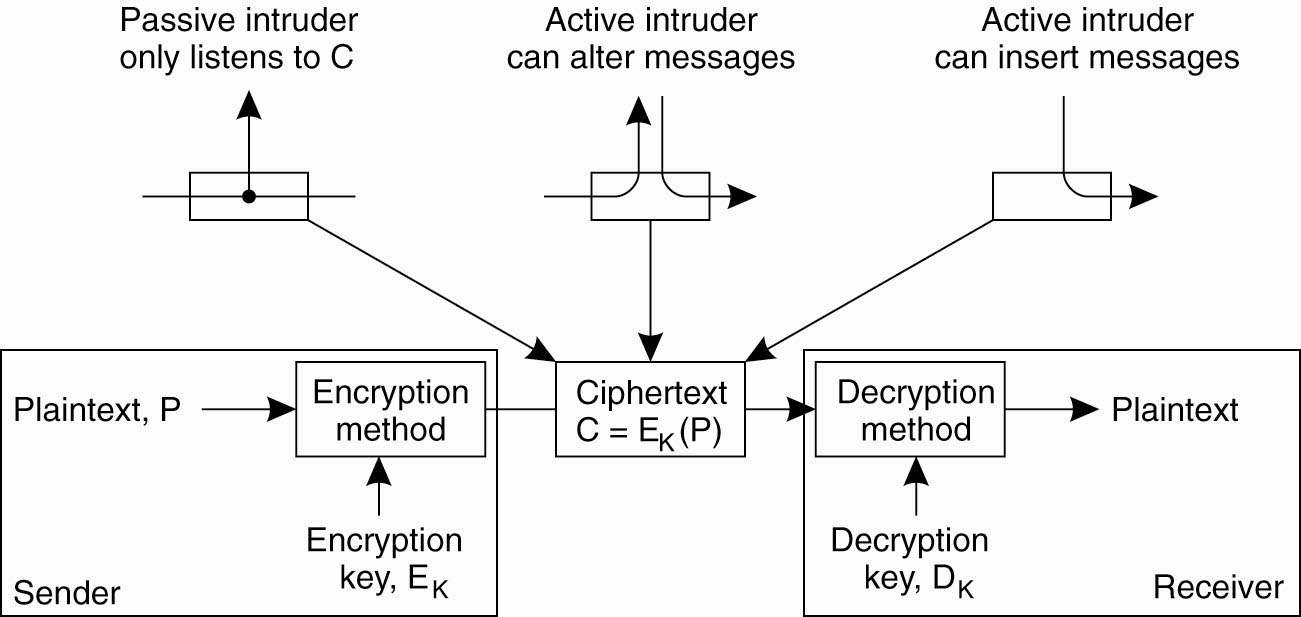 Passive intruder
only listens to C
Active intruder
can alter messages
Active intruder
can insert messages
Plaintext, P
Encryption
method
Ciphertext
C = E_K(P)
Decryption
method
Plaintext
Encryption
key, E_K
Decryption
key, D_K
Sender
Receiver